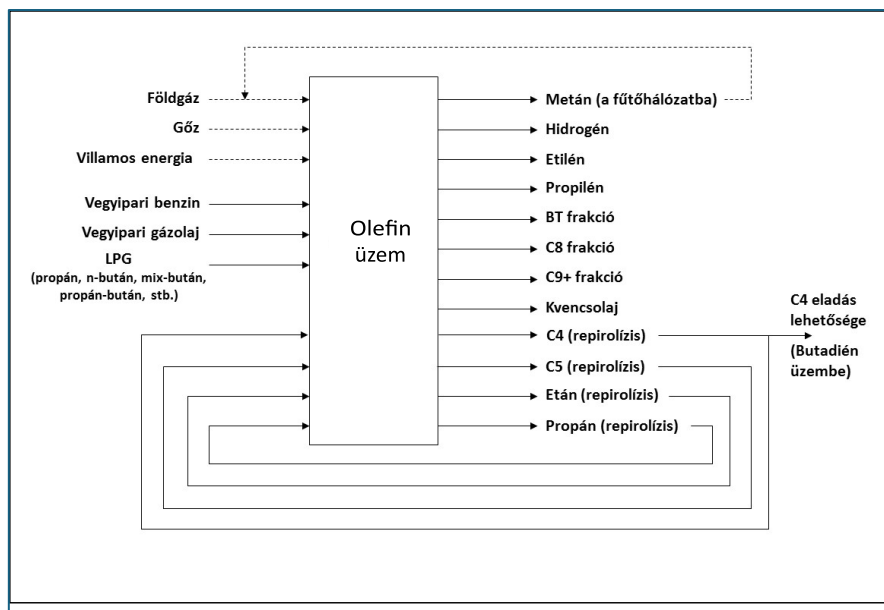 Földgáz
Gőz
Villamos energia
Vegyipari benzin
Vegyipari gázolaj
LPG
(propán, n-bután, mix-bután,
propán-bután, stb.)
Olefin
üzem
Metán (a fűtőhálózatba)
Hidrogén
Etilén
Propilén
BT frakció
C8 frakció
C9+ frakció
Kvencsolaj
C4 (repirolízis)
C5 (repirolízis)
Etán (repirolízis)
Propán (repirolízis)
C4 eladás
lehetősége
(Butadién
üzembe)